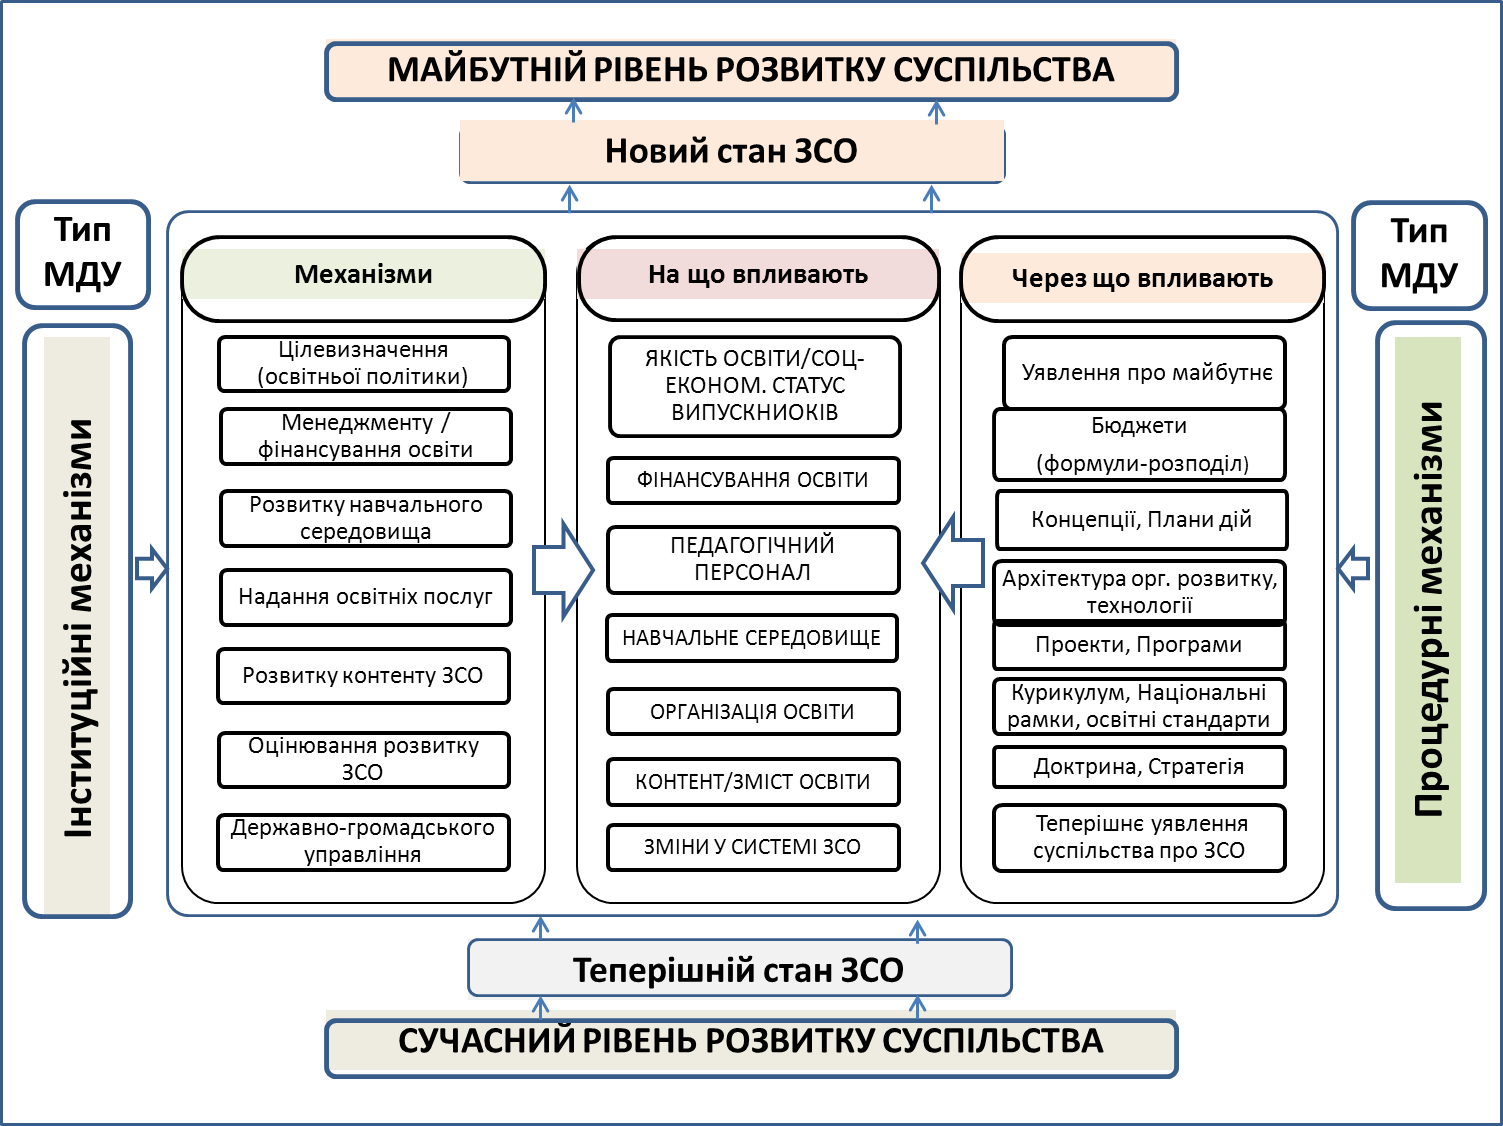 МАЙБУТНІЙ РІВЕНЬ РОЗВИТКУ СУСПІЛЬСТВА
Новий стан ЗСО
Тип
МДУ
Інституційні механізми
Механізми
Цілевизначення
(освітньої політики)
Менеджменту /
фінансування освіти
Розвитку навчального
середовища
Надання освітніх послуг
Розвитку контенту ЗСО
Оцінювання розвитку
ЗСО
Державно-громадського
управління
На що впливають
ЯКІСТЬ ОСВІТИ/СОЦ-
ЕКОНОМ. СТАТУС
ВИПУСКНИОКІВ
ФІНАНСУВАННЯ ОСВІТИ
ПЕДАГОГІЧНИЙ
ПЕРСОНАЛ
НАВЧАЛЬНЕ СЕРЕДОВИЩЕ
ОРГАНІЗАЦІЯ ОСВІТИ
КОНТЕНТ/ЗМІСТ ОСВІТИ
ЗМІНИ У СИСТЕМІ ЗСО
Через що впливають
Уявлення про майбутнє
Бюджети
(формули-розподіл)
Концепції, Плани дій
Архітектура орг. розвитку,
технології
Проекти, Програми
Курикулум, Національні
рамки, освітні стандарти
Доктрина, Стратегія
Теперішнє уявлення
суспільства про ЗСО
Тип
МДУ
Процедурні механізми
Теперішній стан ЗСО
СУЧАСНИЙ РІВЕНЬ РОЗВИТКУ СУСПІЛЬСТВА